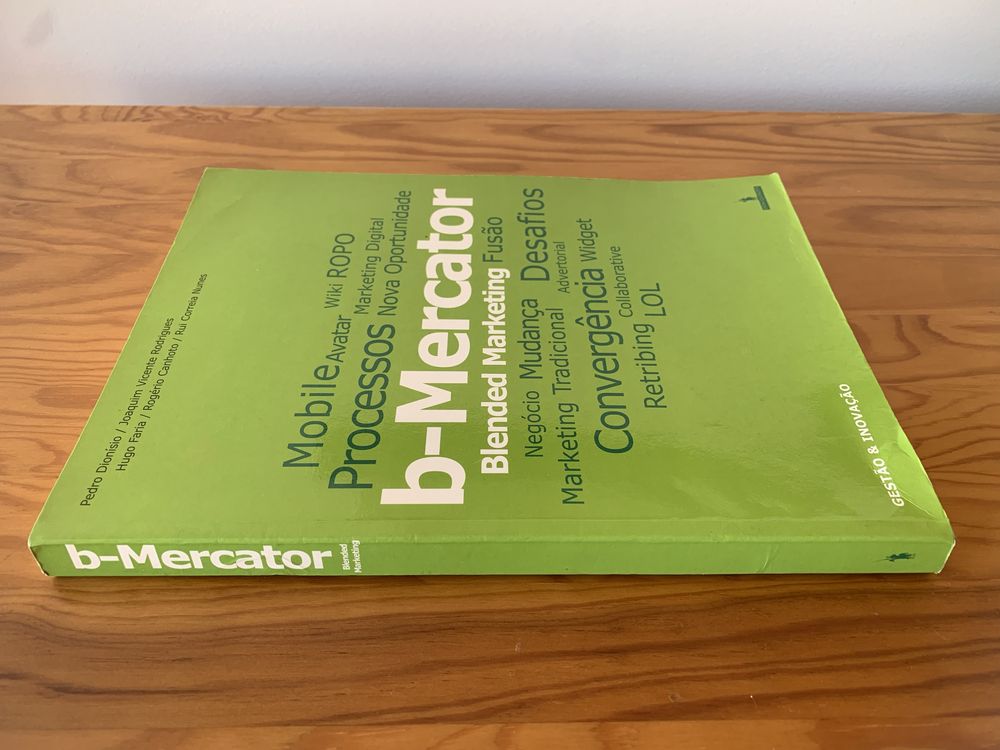 Pedro Dionísio / Joaquim Vicente Rodrigues
Hugo Faria / Rogério Canhoto / Rui Correia Nunes
Wiki ROPO
Mobile Avatar Marketing Digital
Processos Nova Oportunidade
b-Mercator
Blended Marketing Fusão
Negócio Mudança Desafios
Marketing Tradicional Advertorial
Convergência Widget
Collaborative
Retribing LOL
GESTÃO & INOVAÇÃO
b-Mercator
Blended
Marketing